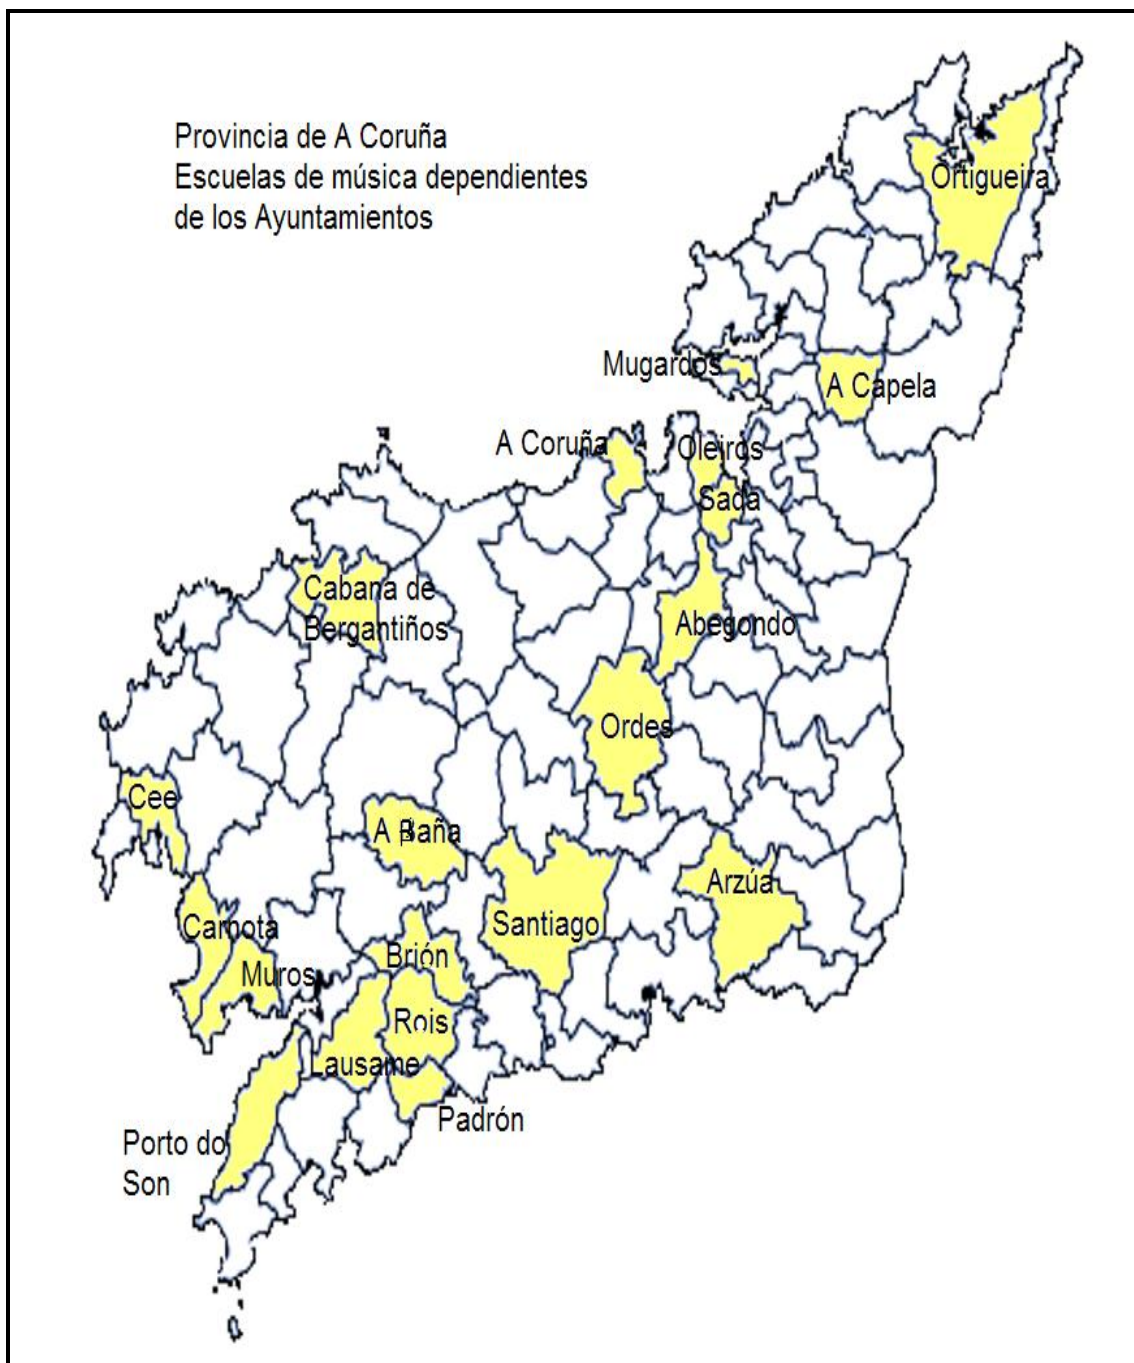 Provincia de A Coruña
Escuelas de música dependientes
de los Ayuntamientos
Ortigueira
Mugardos
A Capela
A Coruña
Oleiros
Sada
Cabana de
Bergantiños
Abegondo
Ordes
Cee
A Baña
Arzúa
Santiago
Carnota
Brión
Muros
Rois
Lausame
Padrón
Porto do
Son